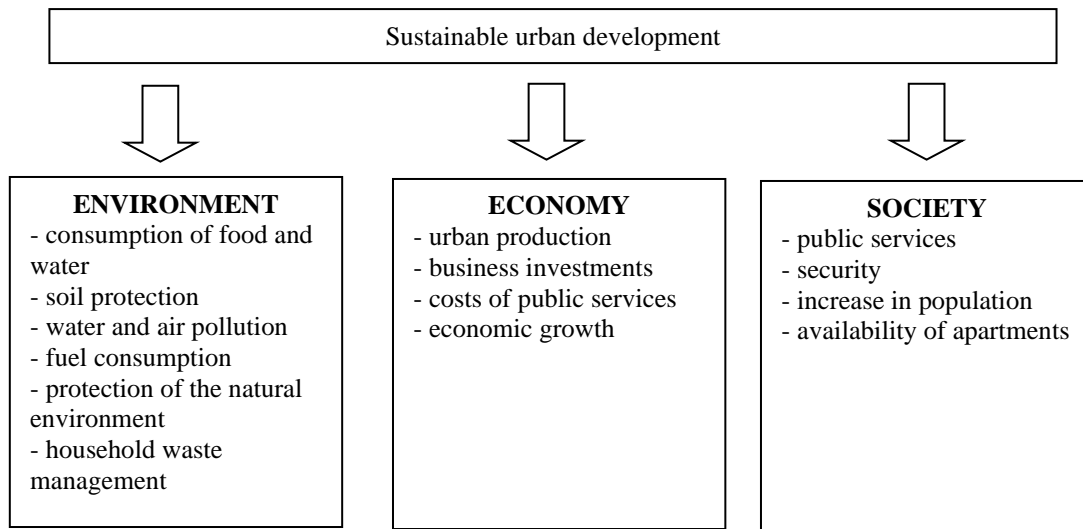 Sustainable urban development
ENVIRONMENT
- consumption of food and
water
- soil protection
- water and air pollution
- fuel consumption
- protection of the natural
environment
- household waste
management
ECONOMY
- urban production
- business investments
- costs of public services
- economic growth
SOCIETY
- public services
- security
- increase in population
- availability of apartments